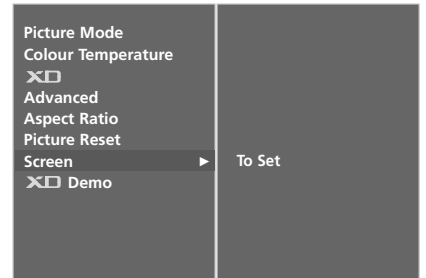 Picture Mode
Colour Temperature
XD
Advanced
Aspect Ratio
Picture Reset
Screen ► To Set
XD Demo